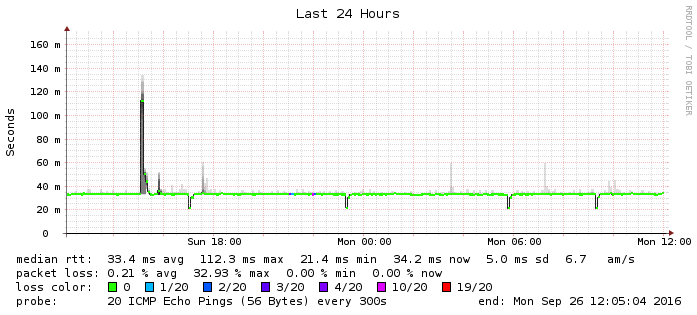 Last 24 Hours
RRDTOOL / TOBI OETIKER
Seconds
160 m
140 m
120 m
100 m
80 m
60 m
40 m
20 m
0
Sun 18:00 Mon 00:00 Mon 06:00 Mon 12:00
median rtt: 33.4 ms avg 112.3 ms max 21.4 ms min 34.2 ms now 5.0 ms sd 6.7 am/s
packet loss: 0.21 % avg 32.93 % max 0.00 % min 0.00 % now
loss color: 0 1/20 2/20 3/20 4/20 10/20 19/20
probe: 20 ICMP Echo Pings (56 Bytes) every 300s end: Mon Sep 26 12:05:04 2016